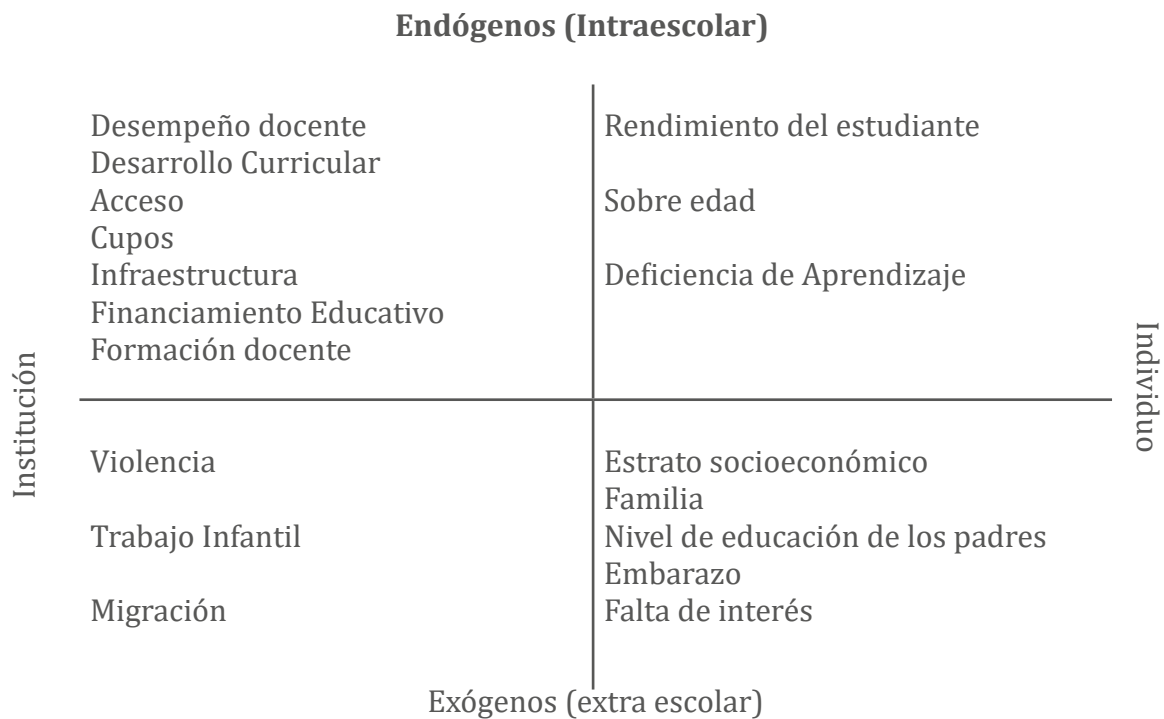 Endógenos (Intraescolar)
Desempeño docente
Desarrollo Curricular
Acceso
Cupos
Infraestructura
Financiamiento Educativo
Formación docente
Rendimiento del estudiante
Sobre edad
Deficiencia de Aprendizaje
Institución
Individuo
Violencia
Trabajo Infantil
Migración
Estrato socioeconómico
Familia
Nivel de educación de los padres
Embarazo
Falta de interés
Exógenos (extra escolar)